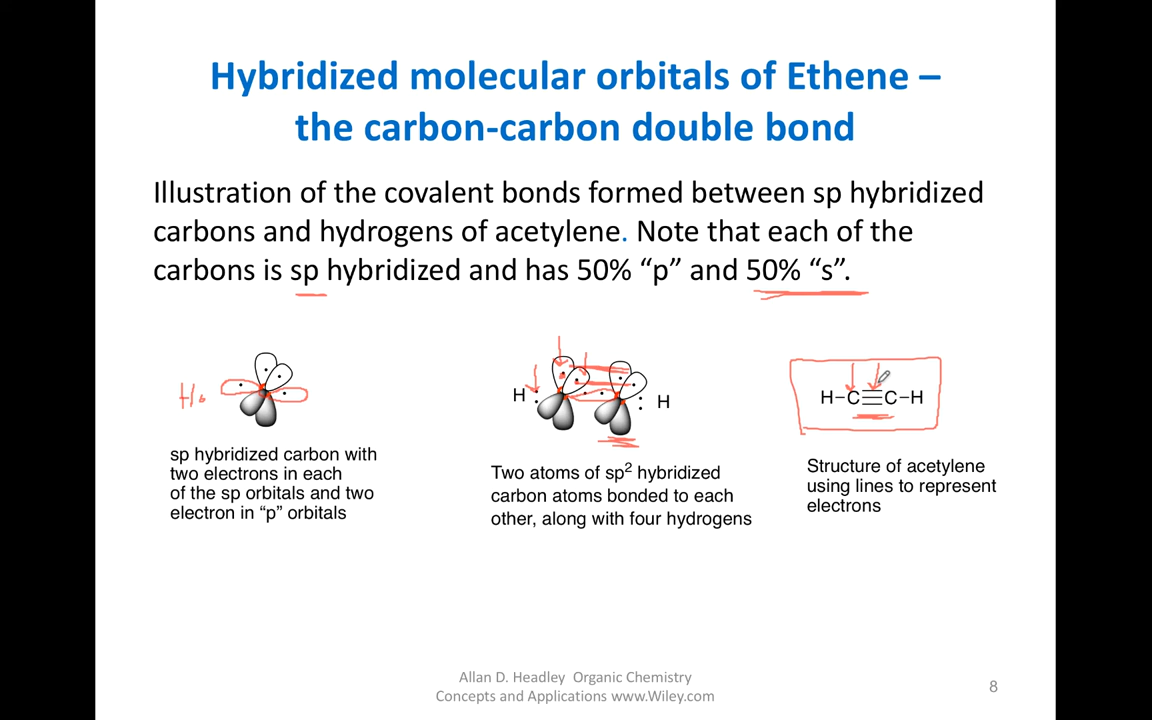 Hybridized molecular orbitals of Ethene –
the carbon-carbon double bond
Illustration of the covalent bonds formed between sp hybridized
carbons and hydrogens of acetylene. Note that each of the
carbons is sp hybridized and has 50% “p” and 50% “s”.
H
H
H
H–C≡C–H
sp hybridized carbon with
two electrons in each
of the sp orbitals and two
electron in “p” orbitals
Two atoms of sp² hybridized
carbon atoms bonded to each
other, along with four hydrogens
Structure of acetylene
using lines to represent
electrons
Allan D. Headley Organic Chemistry
Concepts and Applications www.Wiley.com
8